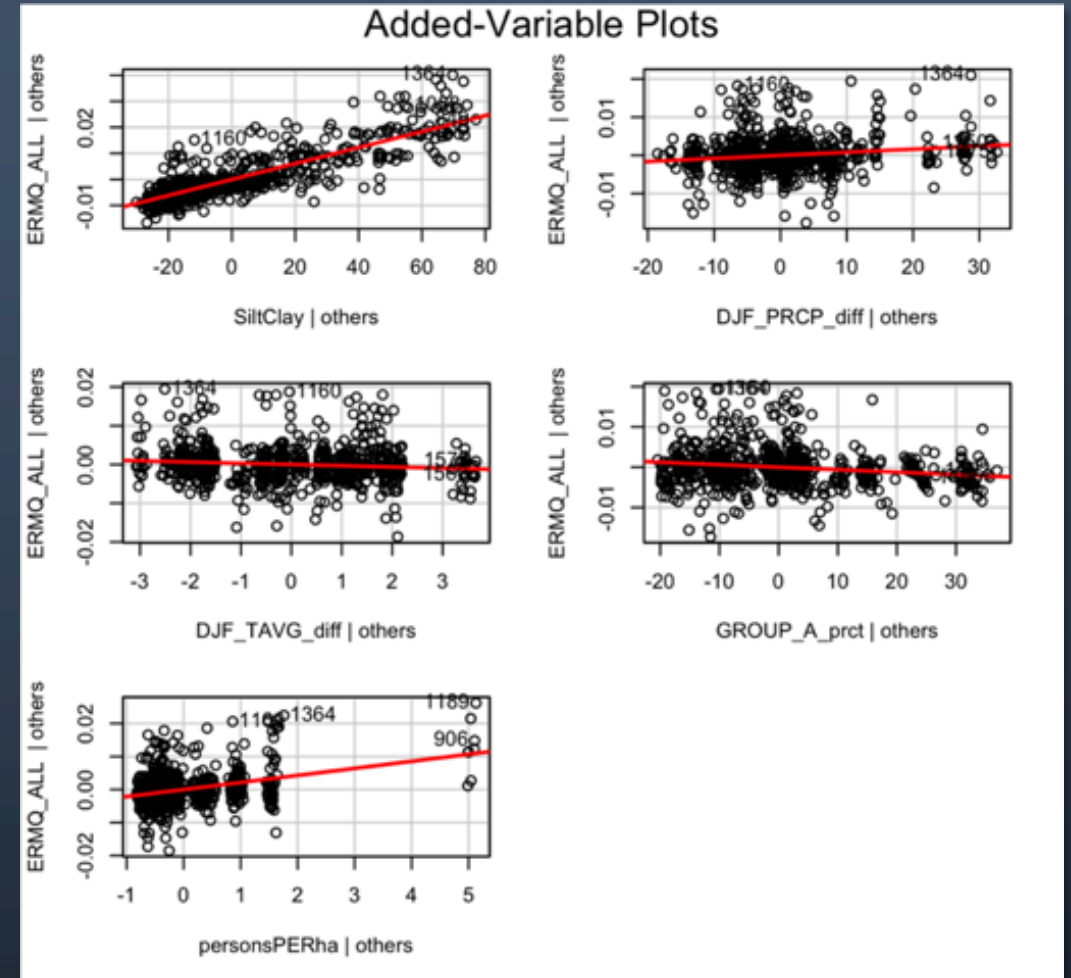 Added-Variable Plots
ERMQ_ALL | others
-0.01 0.02
1364
1160
-20 0 20 40 60 80
SiltClay | others
ERMQ_ALL | others
-0.01 0.01
1160
1364
-20 -10 0 10 20 30
DJF_PRCP_diff | others
ERMQ_ALL | others
-0.02 0.00 0.02
1364
1160
-3 -2 -1 0 1 2 3
DJF_TAVG_diff | others
ERMQ_ALL | others
-0.01 0.01
-20 -10 0 10 20 30
GROUP_A_prct | others
ERMQ_ALL | others
-0.02 0.00 0.02
1364
1189
906
-1 0 1 2 3 4 5
personsPERha | others